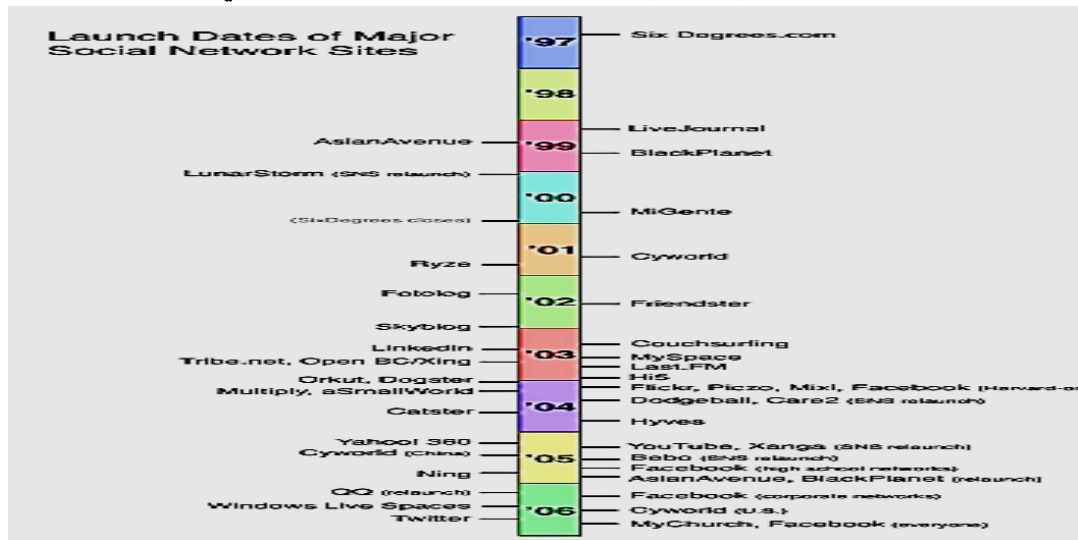 Launch Dates of Major
Social Network Sites
'97
Six Degrees.com
'98
'99
LiveJournal
AsianAvenue
BlackPlanet
LunarStorm (SNS relaunch)
'00
MiGente
(SixDegrees closes)
'01
Cyworld
Ryze
Fotolog
'02
Friendster
Skyblog
'03
Couchsurfing
LinkedIn
MySpace
Tribe.net, Open BC/Xing
Last.FM
Hi5
Orkut, Dogster
Flickr, Piczo, Mixi, Facebook (Harvard-o
Multiply, aSmallWorld
Dodgeball, Care2 (SNS relaunch)
'04
Catster
Hyves
Yahoo! 360
YouTube, Xanga (SNS relaunch)
Cyworld (China)
'05
Bebo (SNS relaunch)
Facebook (high school networks)
Ning
AsianAvenue, BlackPlanet (relaunch)
QQ (relaunch)
Facebook (corporate networks)
Windows Live Spaces
'06
Cyworld (U.S.)
Twitter
MyChurch, Facebook (everyone)